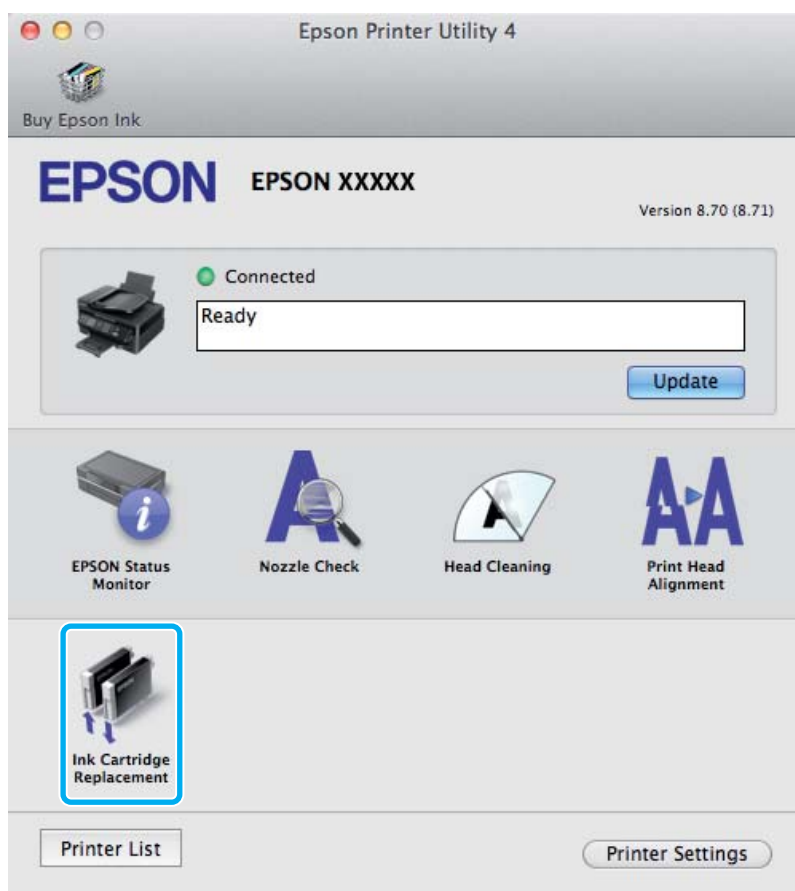 Epson Printer Utility 4
Buy Epson Ink
EPSON
EPSON XXXXX
Version 8.70 (8.71)
Connected
Ready
Update
EPSON Status
Monitor
Nozzle Check
Head Cleaning
Print Head
Alignment
Ink Cartridge
Replacement
Printer List
Printer Settings